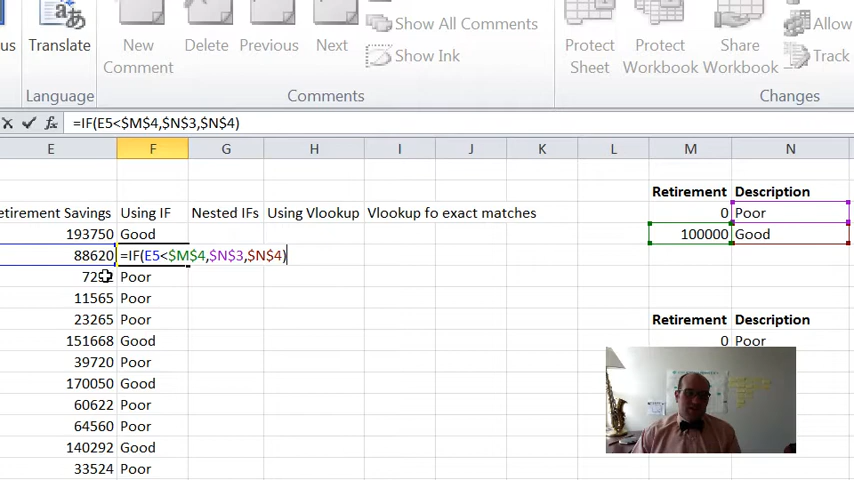 Show All Comments
Allow
us
Translate
New
Comment
Delete
Previous
Next
Show Ink
Protect
Sheet
Protect
Workbook
Share
Workbook
Track
Language
Comments
Changes
fx =IF(E5<$M$4,$N$3,$N$4)
E F G H I J K L M N
Retirement Description
etirement Savings Using IF Nested IFs Using Vlookup Vlookup fo exact matches 0 Poor
193750 Good 100000 Good
88620 =IF(E5<$M$4,$N$3,$N$4)
Poor
11565 Poor
23265 Poor Retirement Description
151668 Good 0 Poor
39720 Poor
170050 Good
60622 Poor
64560 Poor
140292 Good
33524 Poor